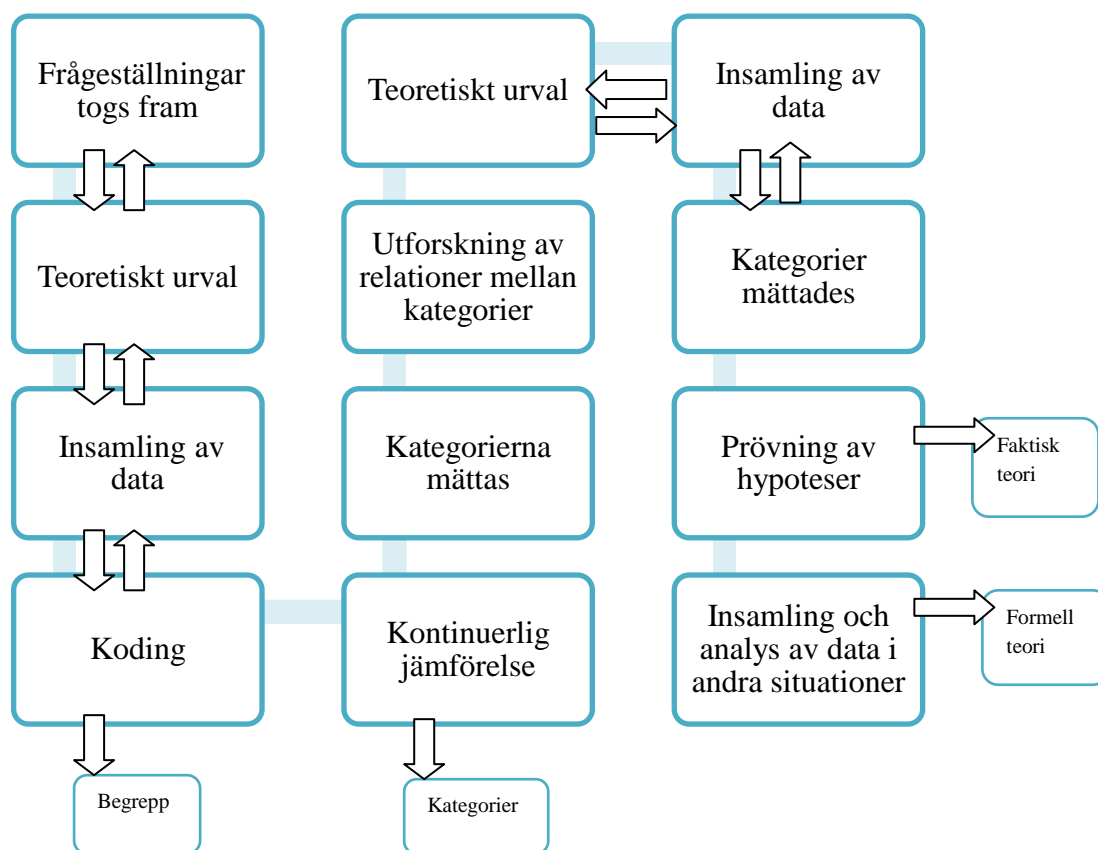 Frågeställningar
togs fram
Teoretiskt urval
Insamling av
data
Koding
Begrepp
Kontinuerlig
jämförelse
Kategorier
Kategorierna
mättas
Utforskning av
relationer mellan
kategorier
Teoretiskt urval
Insamling av
data
Kategorier
mättades
Prövning av
hypoteser
Faktisk
teori
Insamling och
analys av data i
andra situationer
Formell
teori